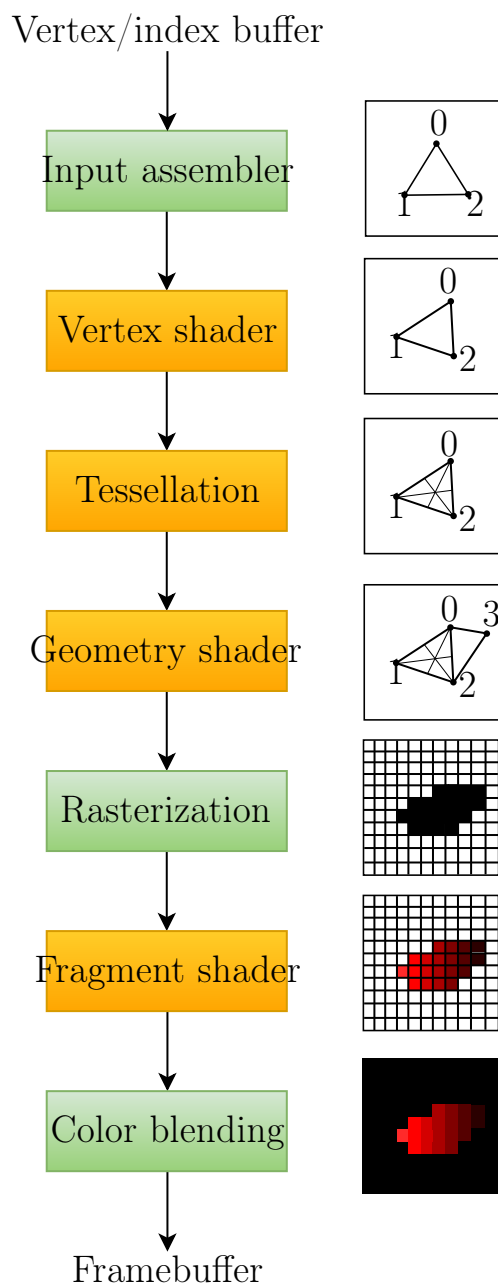 Vertex/index buffer
Input assembler
0
1 2
Vertex shader
0
1
2
Tessellation
0
1
2
Geometry shader
0 3
1
2
Rasterization
Fragment shader
Color blending
Framebuffer